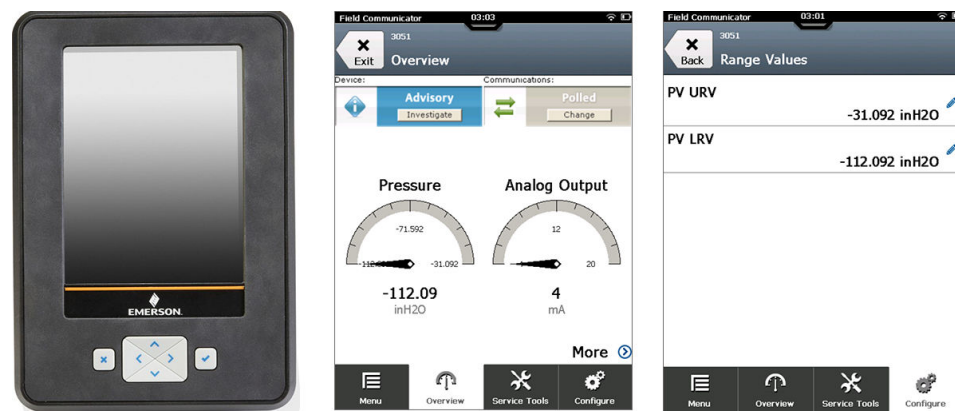 EMERSON.
Field Communicator 03:03
3051
Exit Overview
Device: Communications:
Advisory Polled
Investigate Change
Pressure Analog Output
-71.592 12
-31.092 20
-112.09 4
inH2O mA
More
Menu Overview Service Tools Configure
Field Communicator 03:01
3051
Back Range Values
PV URV
-31.092 inH2O
PV LRV
-112.092 inH2O
Menu Overview Service Tools Configure